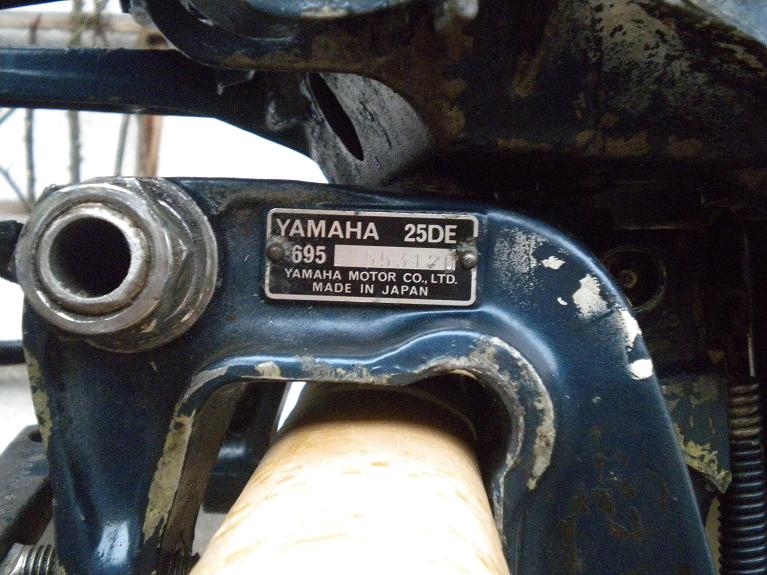 YAMAHA 25DE
695
YAMAHA MOTOR CO., LTD.
MADE IN JAPAN